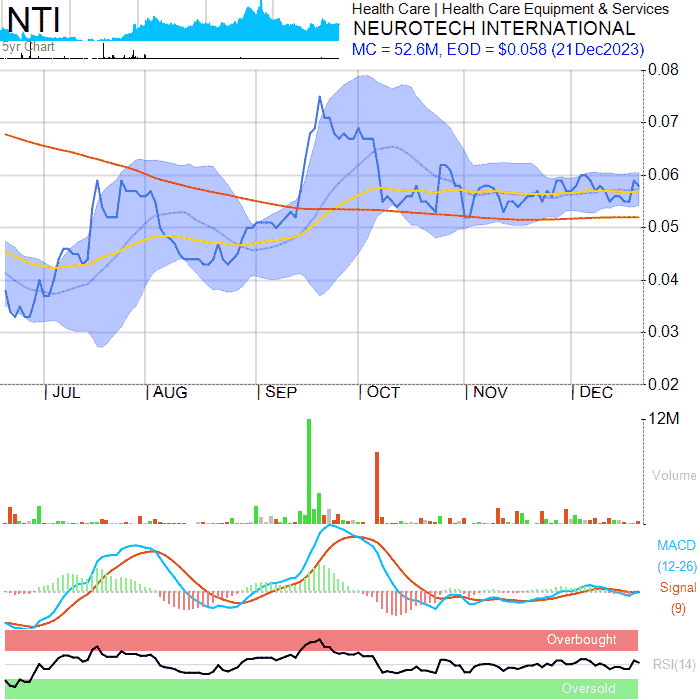 NTI
5yr Chart
Health Care | Health Care Equipment & Services
NEUROTECH INTERNATIONAL
MC = 52.6M, EOD = $0.058 (21Dec2023)
0.08
0.07
0.06
0.05
0.04
0.03
0.02
| JUL | AUG | SEP | OCT | NOV | DEC
12M
Volume
MACD
(12-26)
Signal
(9)
Overbought
RSI(14)
Oversold